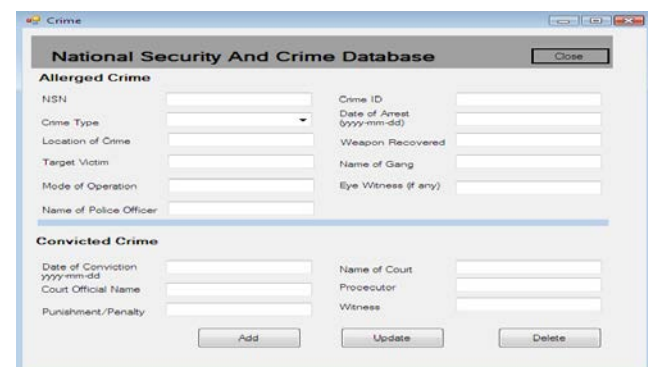 Crime
National Security And Crime Database Close
Allerged Crime
NSN Crime ID
Crime Type Date of Arrest
(yyyy-mm-dd)
Location of Crime Weapon Recovered
Target Victim Name of Gang
Mode of Operation Eye Witness (if any)
Name of Police Officer
Convicted Crime
Date of Conviction Name of Court
yyyy-mm-dd
Court Official Name Procecutor
Punishment/Penalty Witness
Add Update Delete